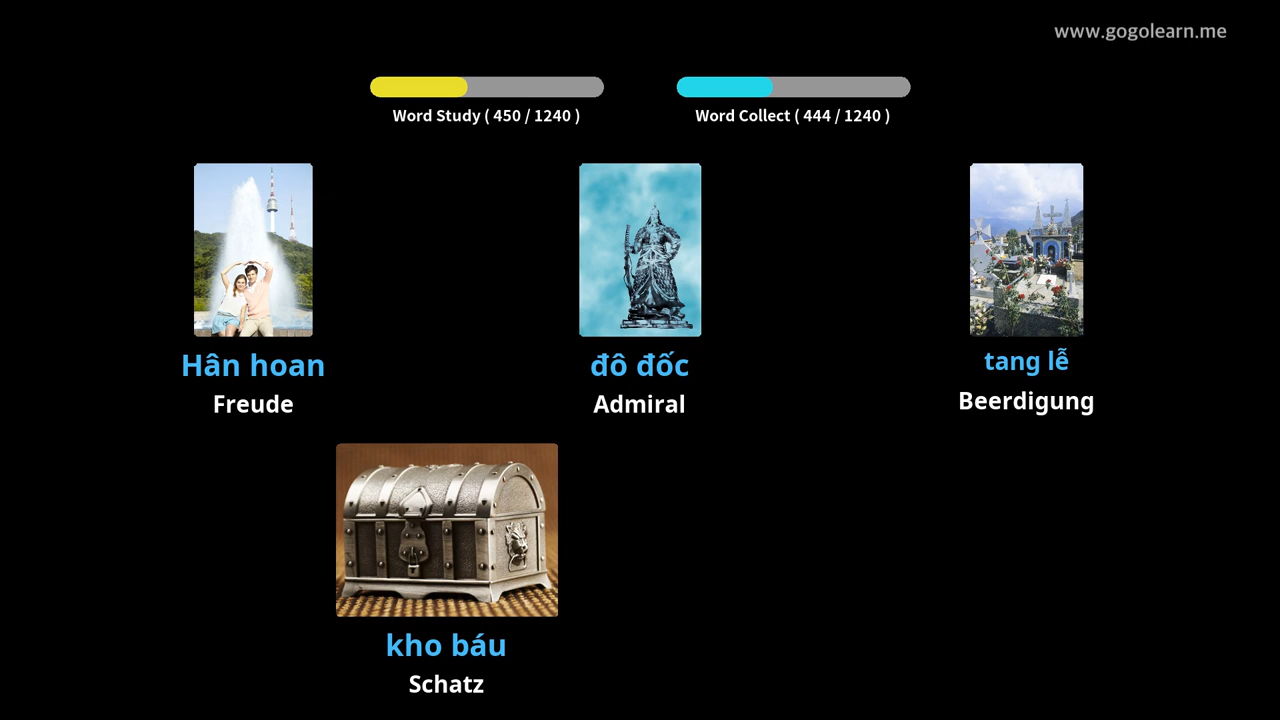 www.gogolearn.me
Word Study ( 450 / 1240 )
Word Collect ( 444 / 1240 )
Hân hoan
Freude
đô đốc
Admiral
tang lễ
Beerdigung
kho báu
Schatz